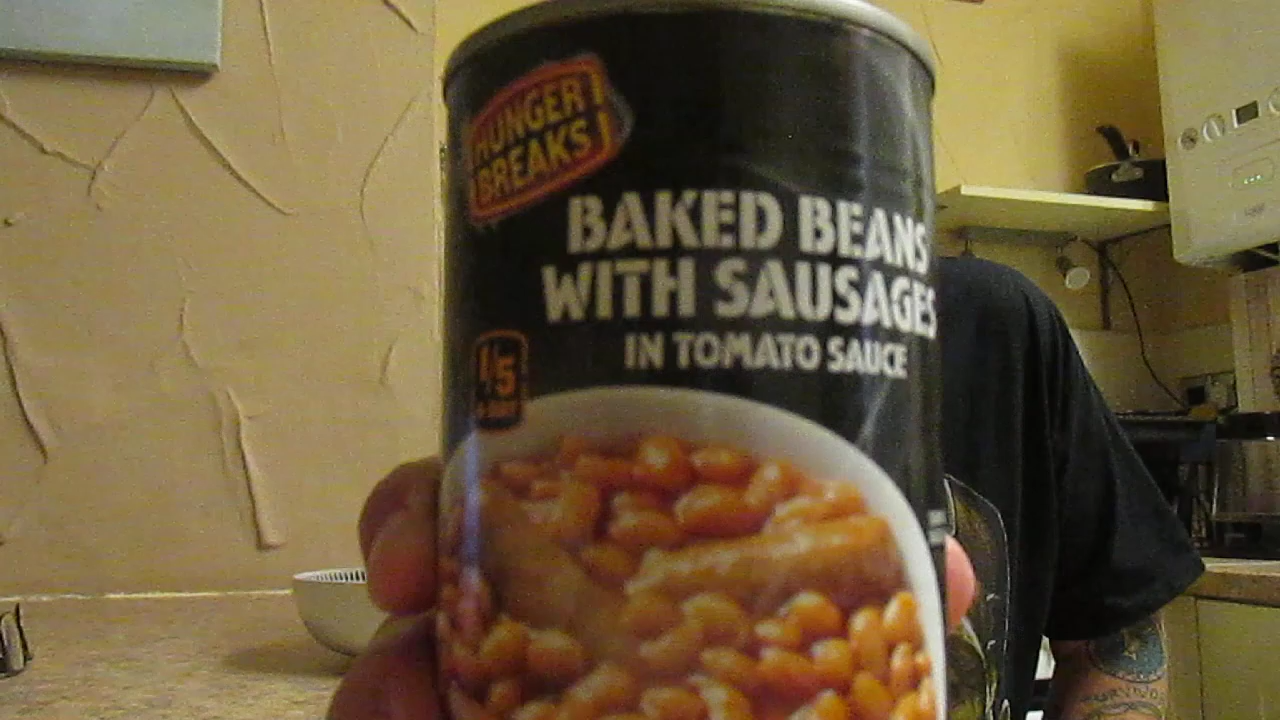 HUNGER
BREAKS
BAKED BEANS
WITH SAUSAGES
IN TOMATO SAUCE
1/5